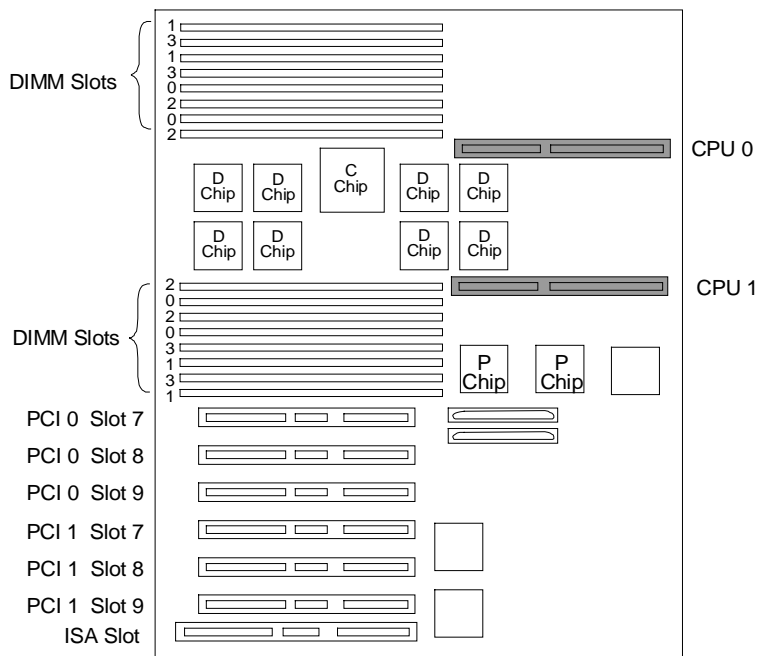 1
3
1
3
0
2
0
2
DIMM Slots
CPU 0
D Chip
D Chip
C Chip
D Chip
D Chip
D Chip
D Chip
D Chip
D Chip
CPU 1
2
0
2
0
3
1
3
1
DIMM Slots
P Chip
P Chip
PCI 0 Slot 7
PCI 0 Slot 8
PCI 0 Slot 9
PCI 1 Slot 7
PCI 1 Slot 8
PCI 1 Slot 9
ISA Slot